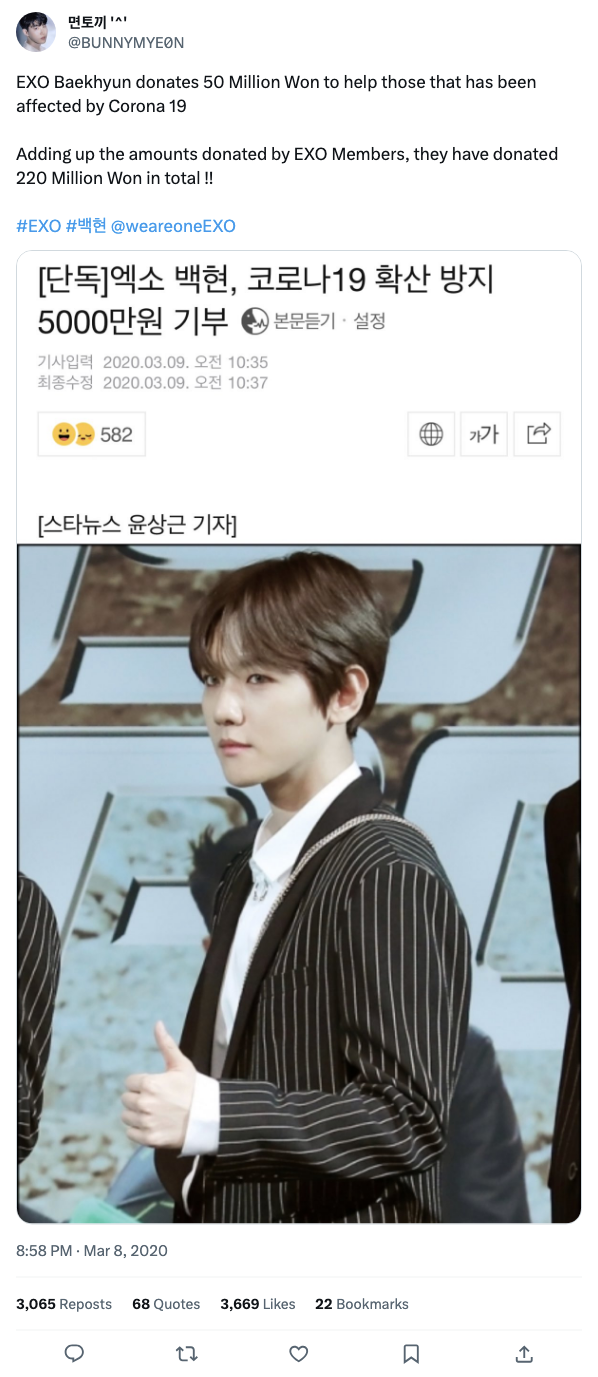 면토끼 '^'
@BUNNYMYE0N
EXO Baekhyun donates 50 Million Won to help those that has been
affected by Corona 19
Adding up the amounts donated by EXO Members, they have donated
220 Million Won in total !!
#EXO #백현 @weareoneEXO
[단독]엑소 백현, 코로나19 확산 방지
5000만원 기부 본문듣기 · 설정
기사입력 2020.03.09. 오전 10:35
최종수정 2020.03.09. 오전 10:37
582
가가
[스타뉴스 윤상근 기자]
8:58 PM · Mar 8, 2020
3,065 Reposts 68 Quotes 3,669 Likes 22 Bookmarks